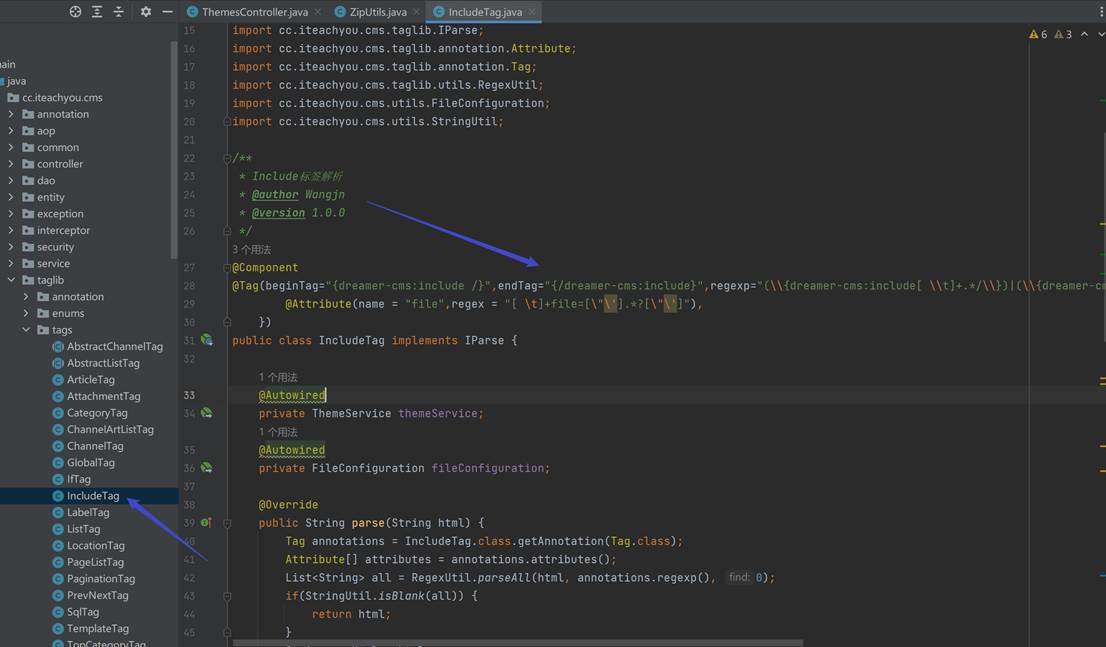 ThemesController.java
ZipUtils.java
IncludeTag.java
ain
java
cc.iteachyou.cms
annotation
aop
common
controller
dao
entity
exception
interceptor
security
service
taglib
annotation
enums
tags
AbstractChannelTag
AbstractListTag
ArticleTag
AttachmentTag
CategoryTag
ChannelArtListTag
ChannelTag
GlobalTag
IfTag
IncludeTag
LabelTag
ListTag
LocationTag
PageListTag
PaginationTag
PrevNextTag
SqlTag
TemplateTag
TopCategoryTag
6 3
15 import cc.iteachyou.cms.taglib.IParse;
16 import cc.iteachyou.cms.taglib.annotation.Attribute;
17 import cc.iteachyou.cms.taglib.annotation.Tag;
18 import cc.iteachyou.cms.taglib.utils.RegexUtil;
19 import cc.iteachyou.cms.utils.FileConfiguration;
20 import cc.iteachyou.cms.utils.StringUtil;
21
22 /**
23 * Include标签解析
24 * @author Wangjn
25 * @version 1.0.0
26 */
3 个用法
27 @Component
28 @Tag(beginTag="{dreamer-cms:include /}",endTag="{/dreamer-cms:include}",regexp="(\\{dreamer-cms:include[ \\t]+.*/\\})|(\\{dreamer-cm
29 @Attribute(name = "file",regex = "[ \t]+file=[\"\'].*?[\"\']"),
30 })
31 public class IncludeTag implements IParse {
32
1 个用法
33 @Autowired
34 private ThemeService themeService;
1 个用法
35 @Autowired
36 private FileConfiguration fileConfiguration;
37
38 @Override
39 public String parse(String html) {
40 Tag annotations = IncludeTag.class.getAnnotation(Tag.class);
41 Attribute[] attributes = annotations.attributes();
42 List<String> all = RegexUtil.parseAll(html, annotations.regexp(), find: 0);
43 if(StringUtil.isBlank(all)) {
44 return html;
45 }